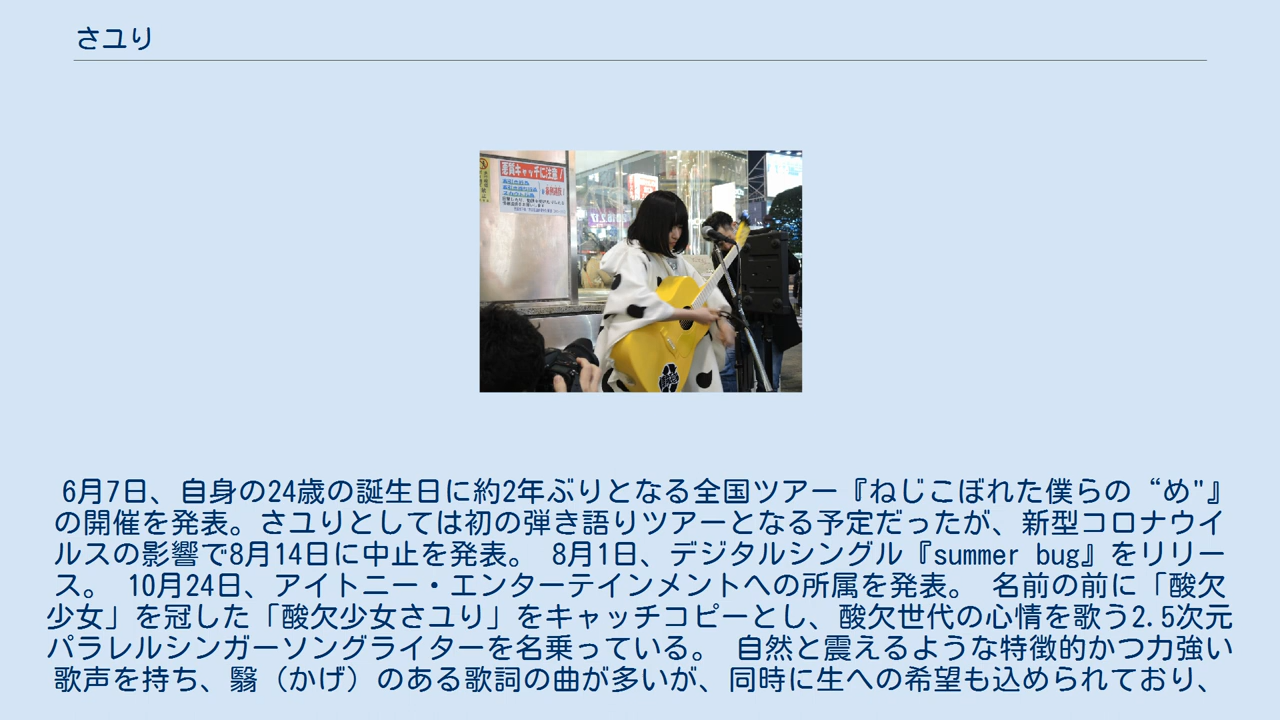 さユり
悪質キャッチに注意！
6月7日、自身の24歳の誕生日に約2年ぶりとなる全国ツアー『ねじこぼれた僕らの“め"』
の開催を発表。さユりとしては初の弾き語りツアーとなる予定だったが、新型コロナウイ
ルスの影響で8月14日に中止を発表。 8月1日、デジタルシングル『summer bug』をリリー
ス。 10月24日、アイトニー・エンターテインメントへの所属を発表。 名前の前に「酸欠
少女」を冠した「酸欠少女さユり」をキャッチコピーとし、酸欠世代の心情を歌う2.5次元
パラレルシンガーソングライターを名乗っている。 自然と震えるような特徴的かつ力強い
歌声を持ち、翳（かげ）のある歌詞の曲が多いが、同時に生への希望も込められており、